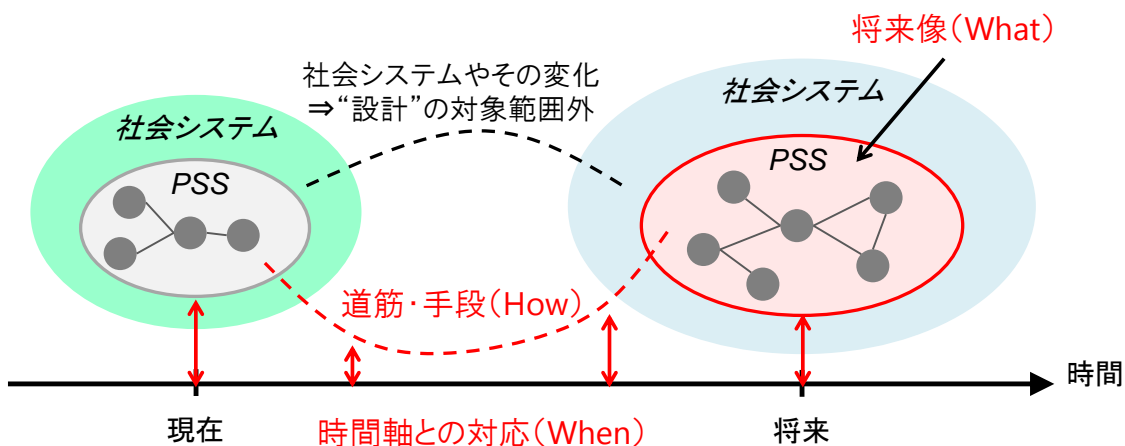 将来像(What)
社会システムやその変化
⇒“設計”の対象範囲外
社会システム
PSS
社会システム
PSS
道筋・手段(How)
時間
現在
時間軸との対応(When)
将来